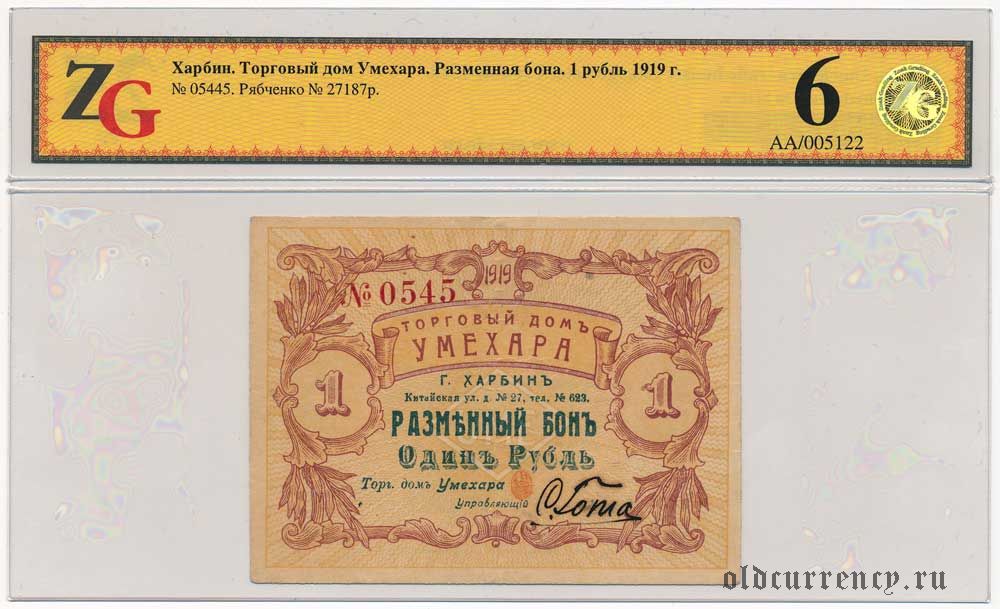 ZG
Харбин. Торговый дом Умехара. Разменная бона. 1 рубль 1919 г.
№ 05445. Рябченко № 27187р.
6
AA/005122
1919
№ 0545
ТОРГОВЫЙ ДОМЪ
УМЕХАРА
1
1
Г. ХАРБИНЪ
Китайская ул. д. № 27, тел. № 623.
РАЗМѢННЫЙ БОНЪ
Одинъ Рубль
Торг. домъ Умехара
Управляющій
С. Гота
oldcurrency.ru